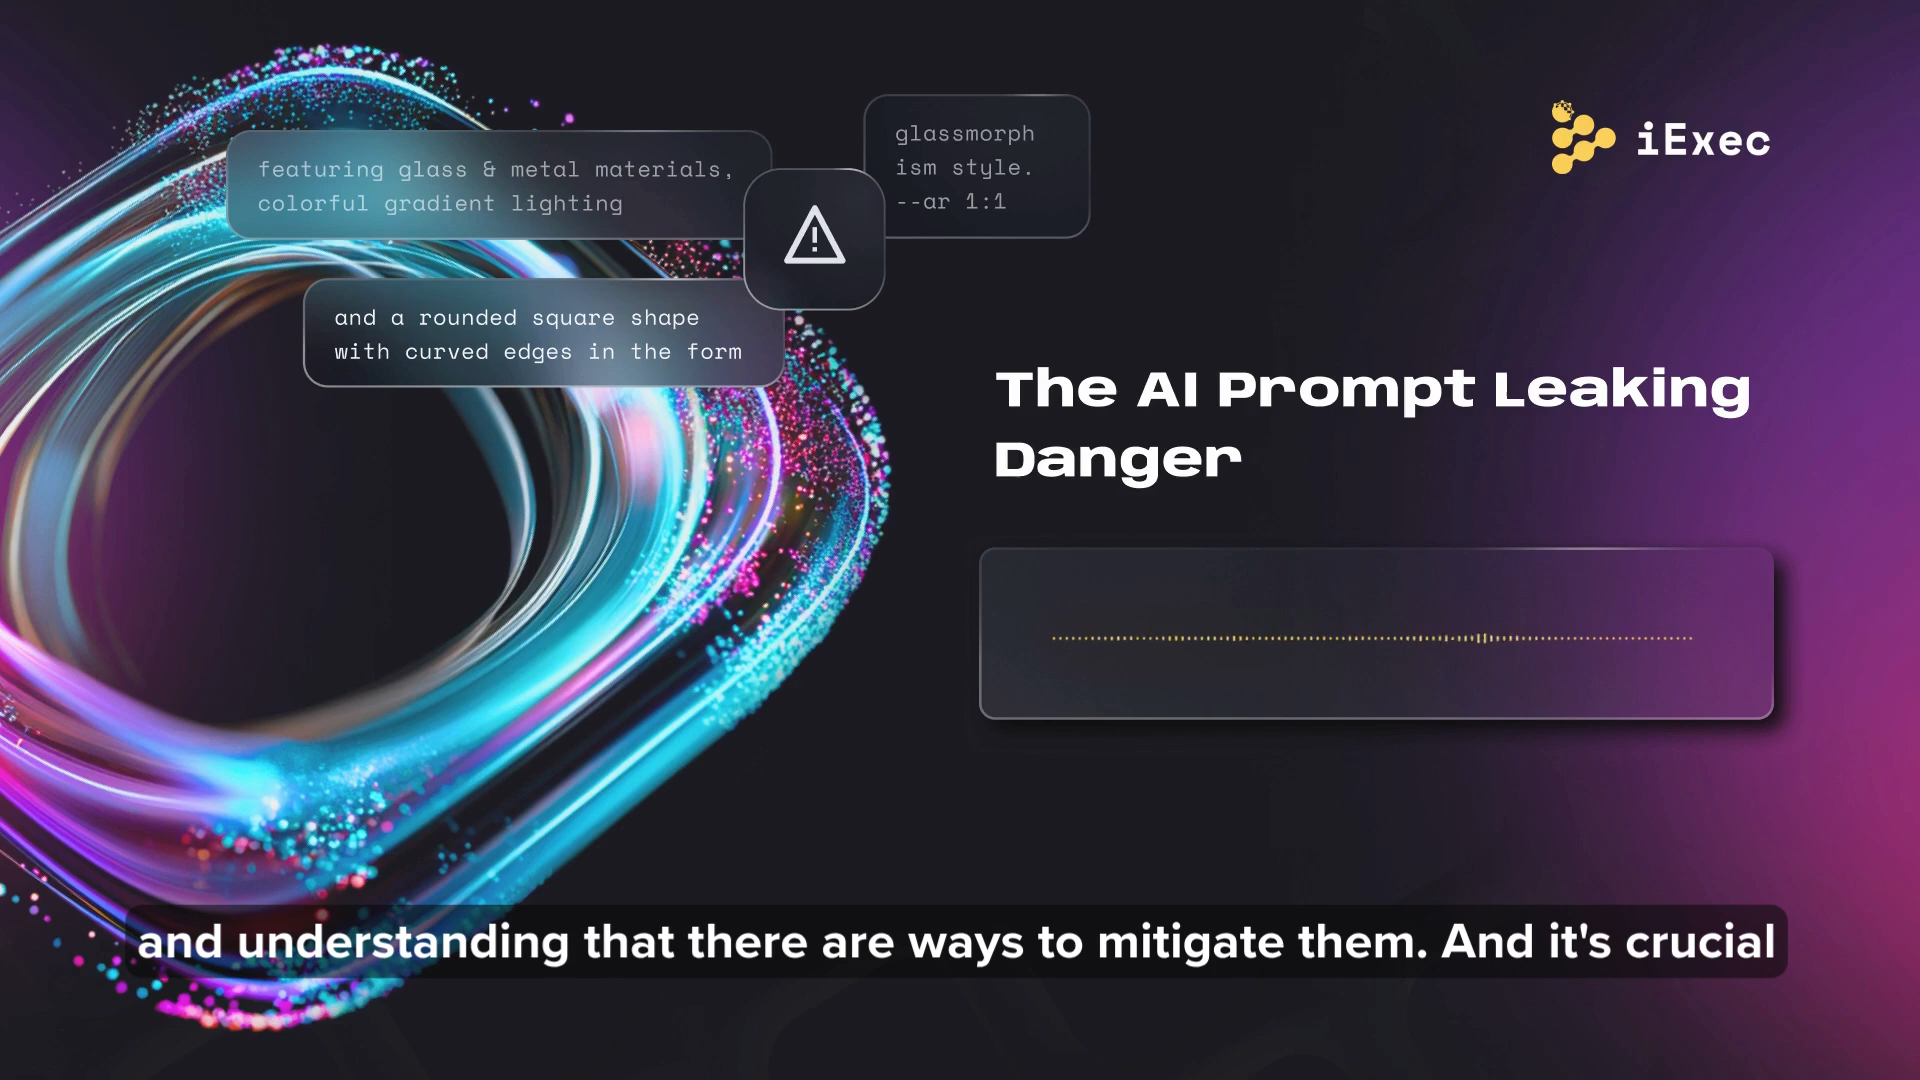 featuring glass & metal materials,
colorful gradient lighting
glassmorph
ism style.
--ar 1:1
and a rounded square shape
with curved edges in the form
iExec
The AI Prompt Leaking
Danger
and understanding that there are ways to mitigate them. And it's crucial